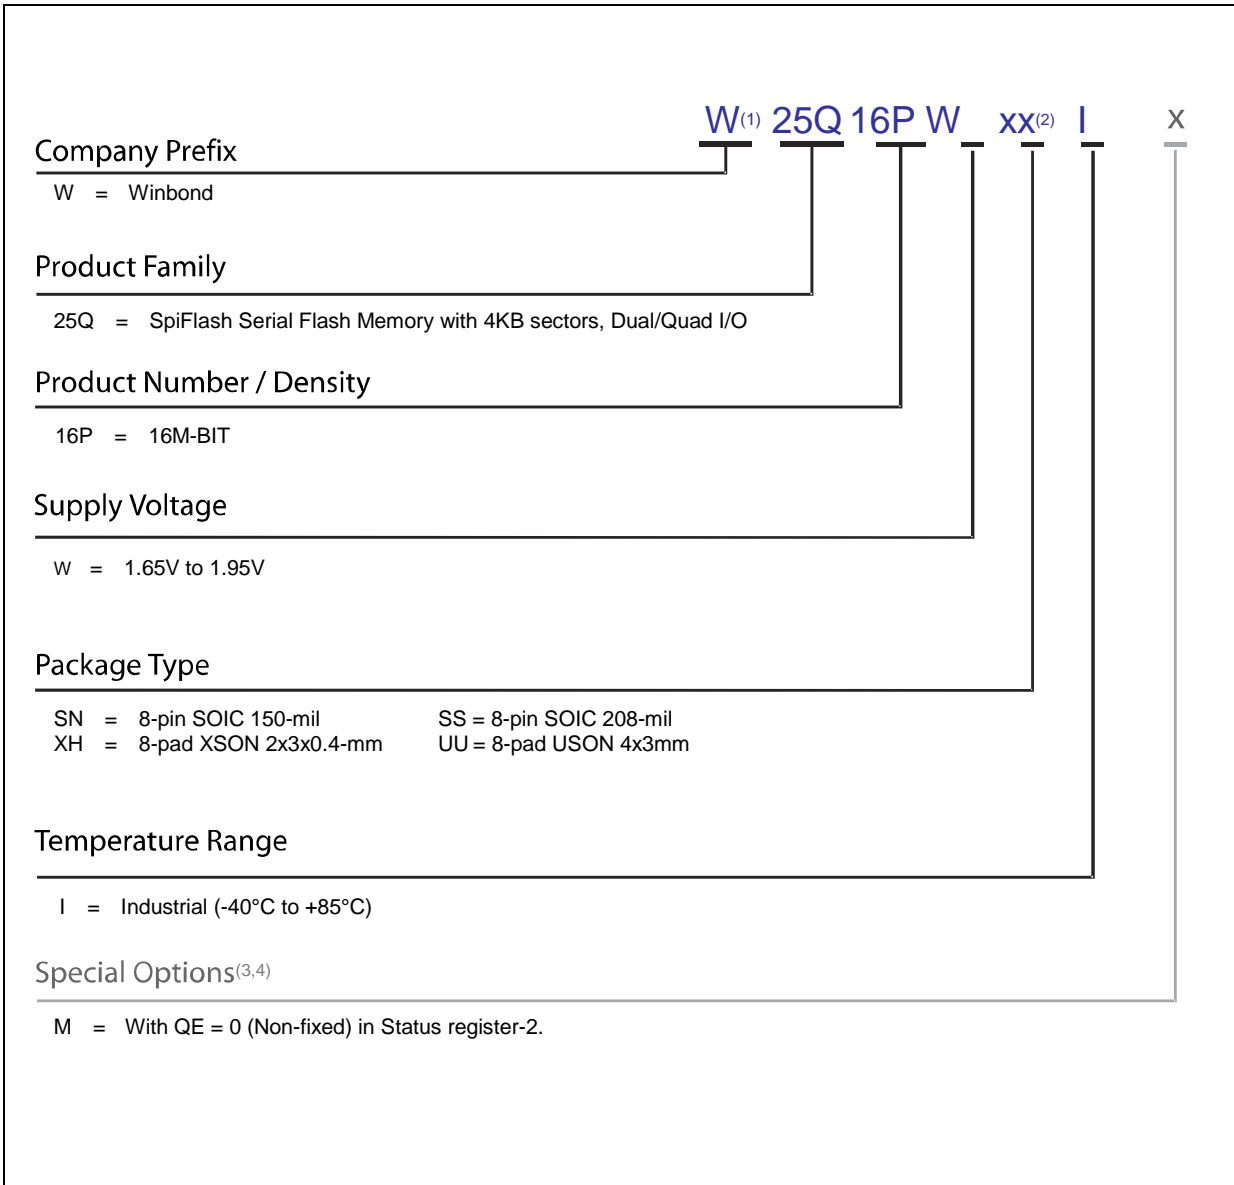 W(1) 25Q 16P W xx(2) I x
Company Prefix
W = Winbond
Product Family
25Q = SpiFlash Serial Flash Memory with 4KB sectors, Dual/Quad I/O
Product Number / Density
16P = 16M-BIT
Supply Voltage
W = 1.65V to 1.95V
Package Type
SN = 8-pin SOIC 150-mil SS = 8-pin SOIC 208-mil
XH = 8-pad XSON 2x3x0.4-mm UU = 8-pad USON 4x3mm
Temperature Range
I = Industrial (-40°C to +85°C)
Special Options(3,4)
M = With QE = 0 (Non-fixed) in Status register-2.